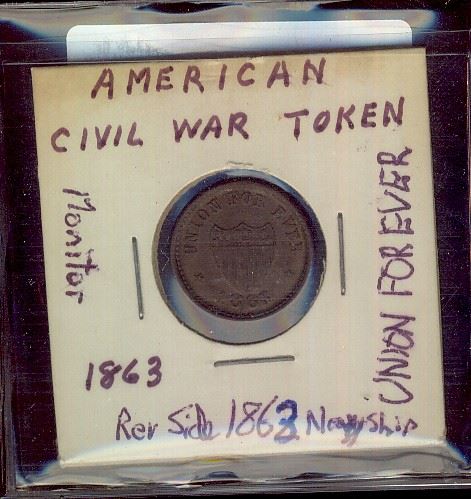 AMERICAN
CIVIL WAR TOKEN
Monitor
UNION FOR EVER
UNION FOR EVER
1863
1863
Rev Side 1863 Navy Ship